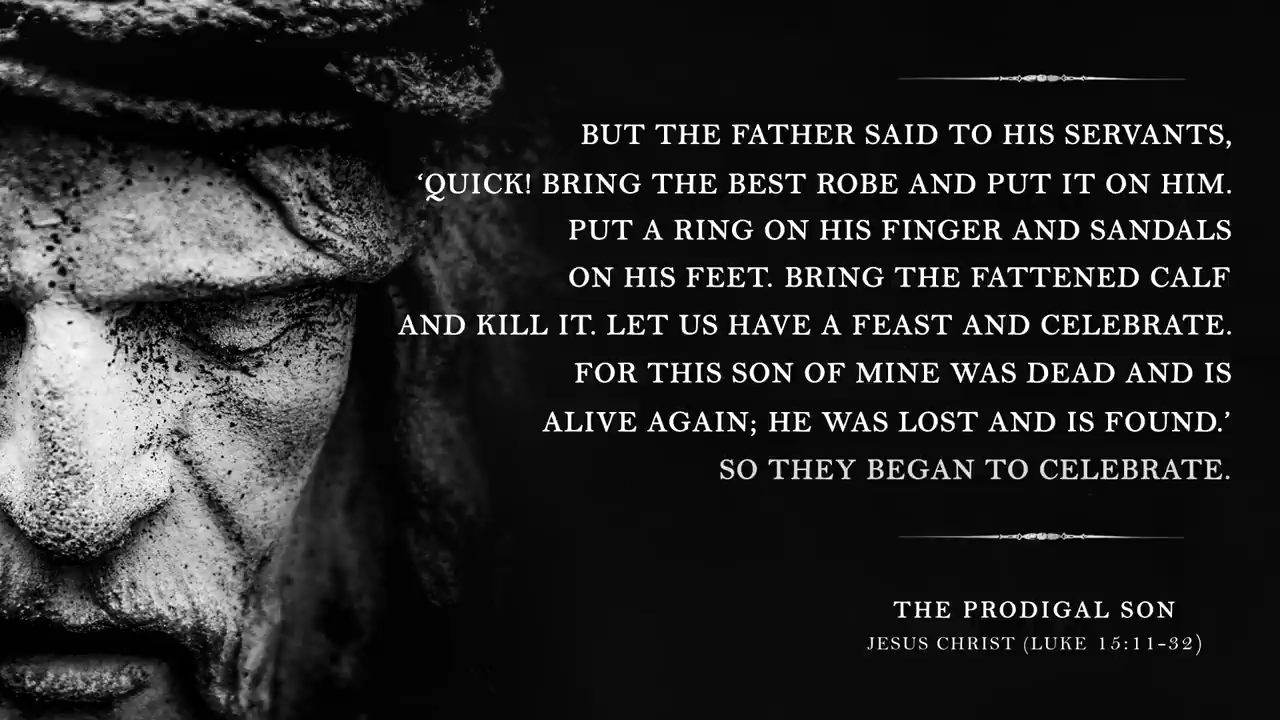 BUT THE FATHER SAID TO HIS SERVANTS,
‘QUICK! BRING THE BEST ROBE AND PUT IT ON HIM.
PUT A RING ON HIS FINGER AND SANDALS
ON HIS FEET. BRING THE FATTENED CALF
AND KILL IT. LET US HAVE A FEAST AND CELEBRATE.
FOR THIS SON OF MINE WAS DEAD AND IS
ALIVE AGAIN; HE WAS LOST AND IS FOUND.’
SO THEY BEGAN TO CELEBRATE.
THE PRODIGAL SON
JESUS CHRIST (LUKE 15:11-32)